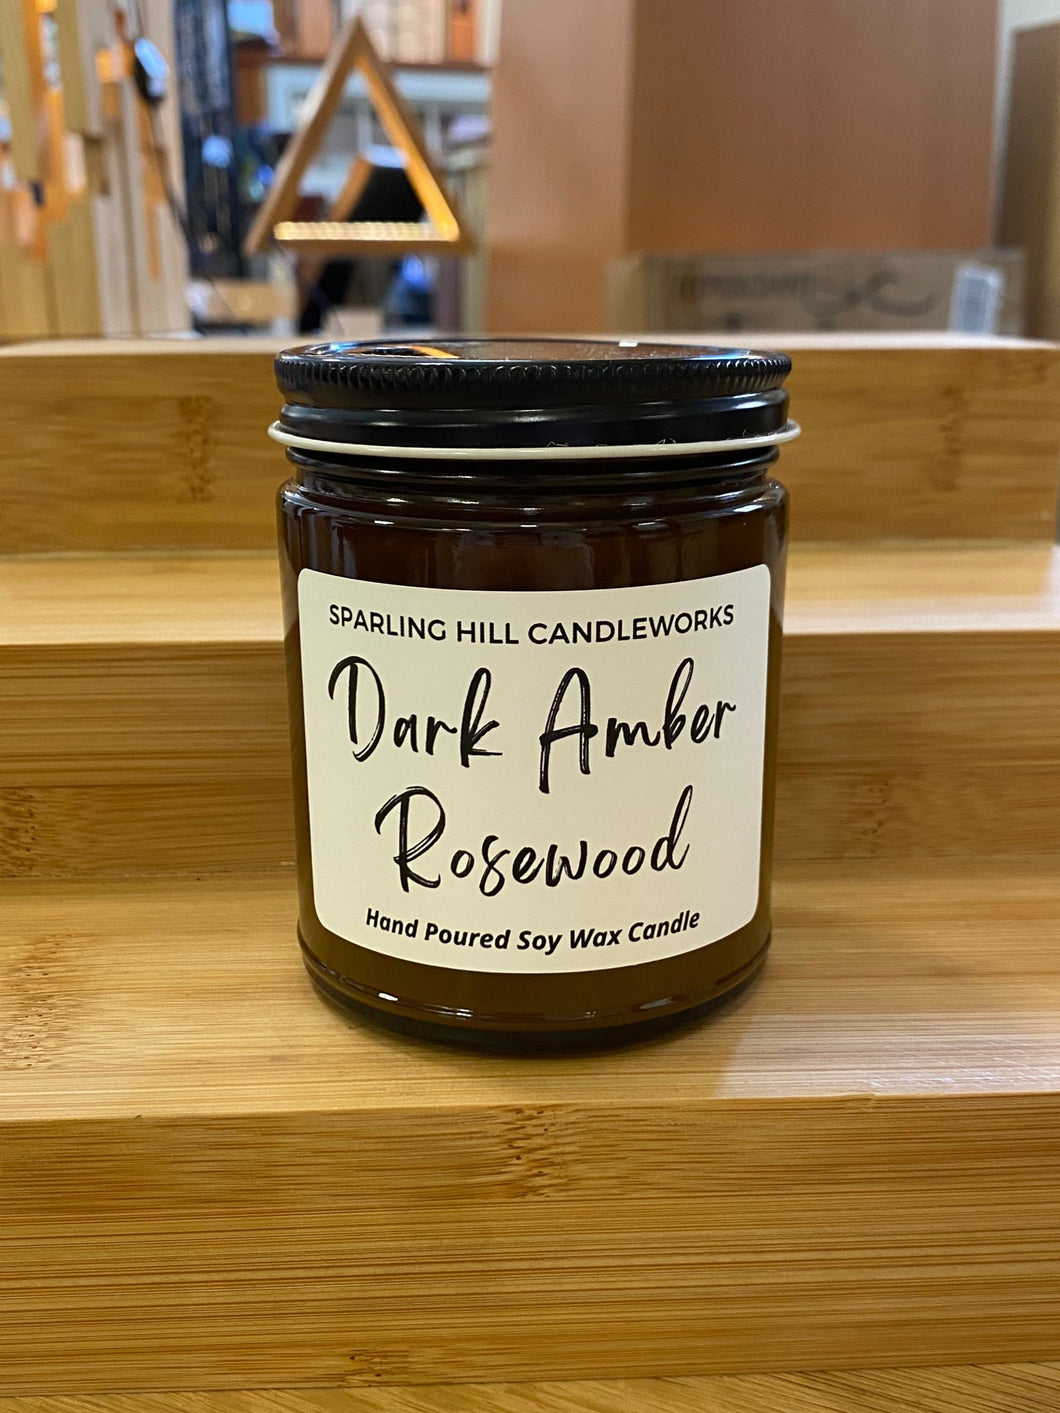 SPARLING HILL CANDLEWORKS
Dark Amber
Rosewood
Hand Poured Soy Wax Candle